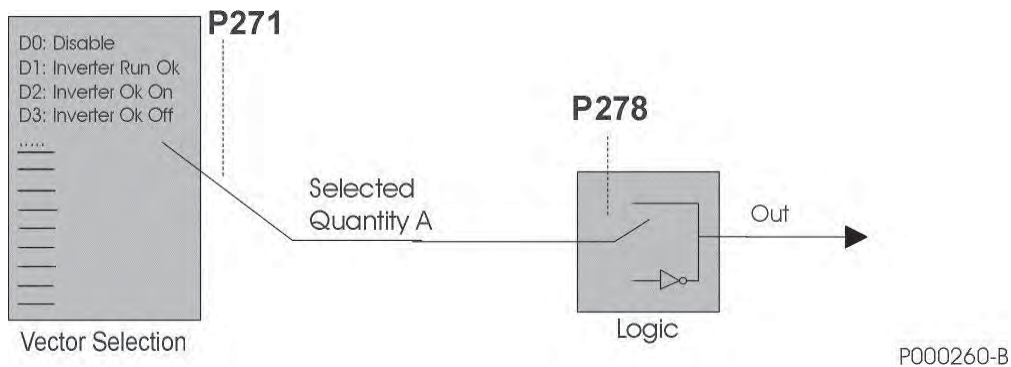 P271
D0: Disable
D1: Inverter Run Ok
D2: Inverter Ok On
D3: Inverter Ok Off
.....
P278
Selected
Quantity A
Out
Logic
Vector Selection
P000260-B